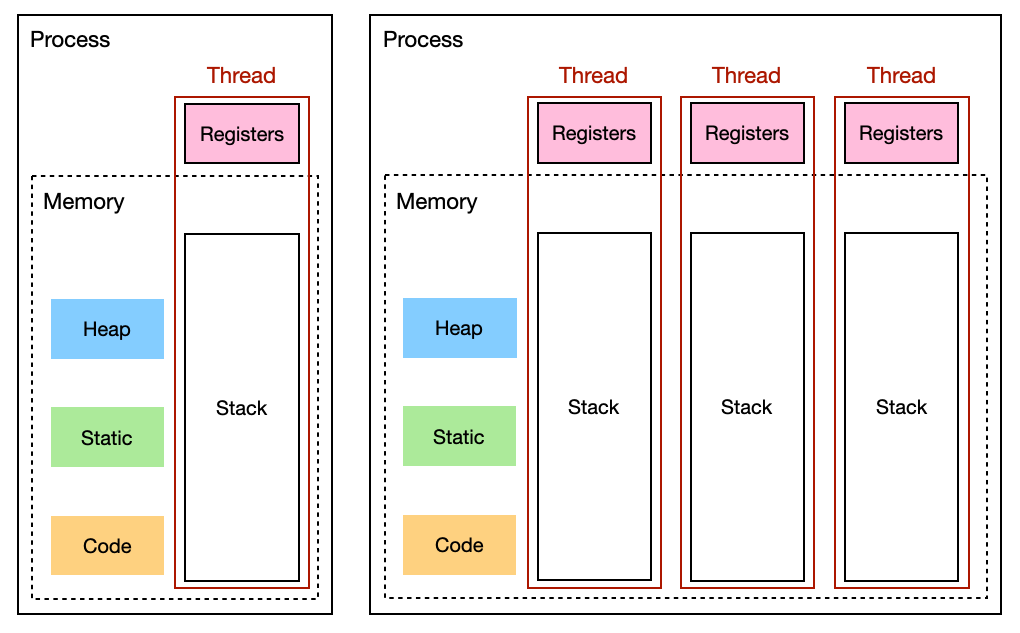 Process
Thread
Registers
Memory
Heap
Static
Code
Stack
Process
Thread Thread Thread
Registers Registers Registers
Memory
Heap
Static
Code
Stack Stack Stack